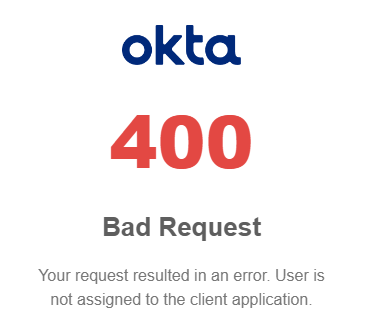 okta
400
Bad Request
Your request resulted in an error. User is
not assigned to the client application.